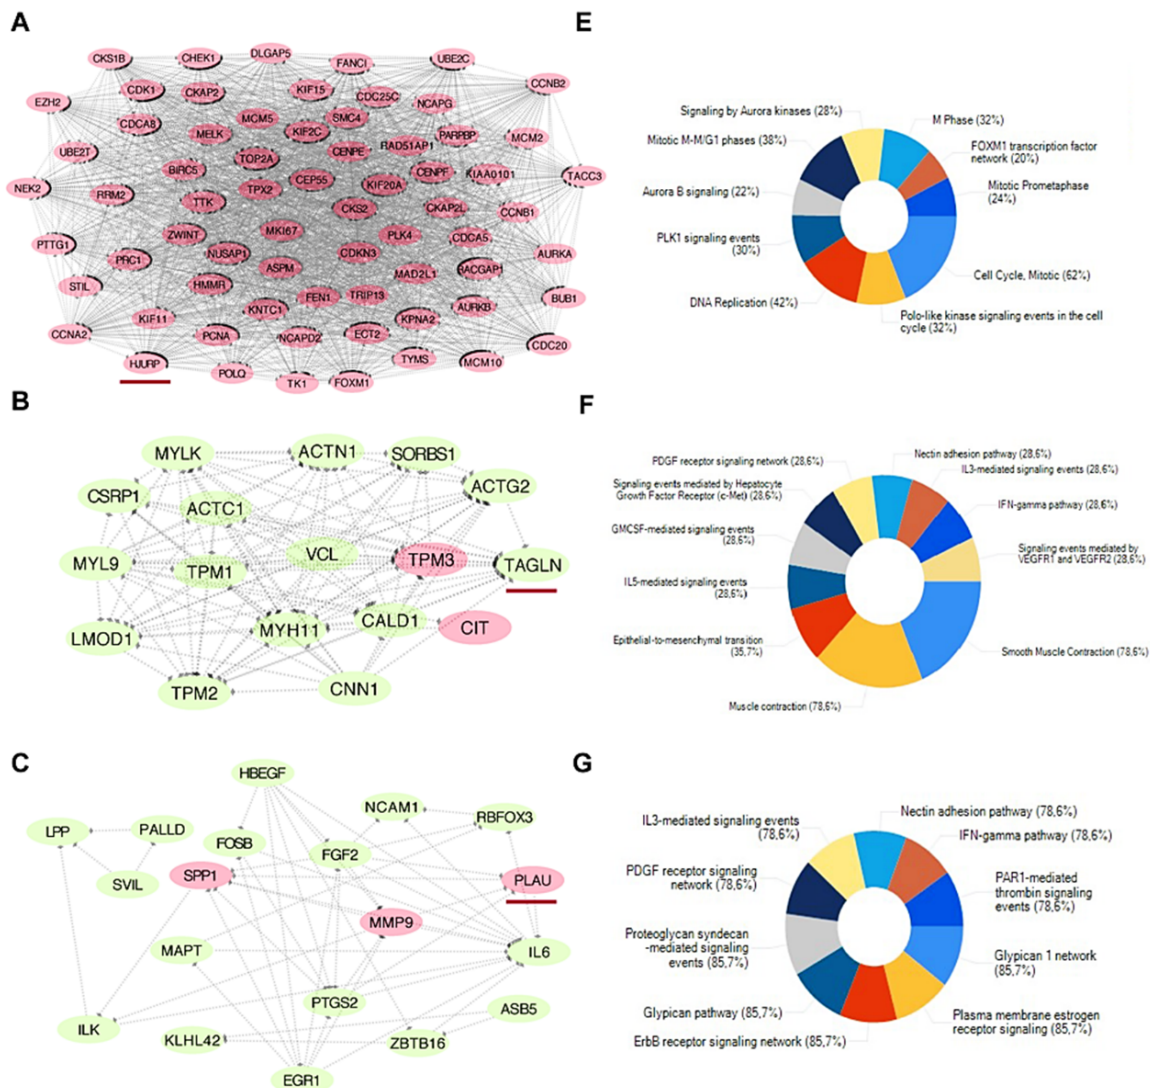 A
CKS1B
CHEK1
DLGAP5
FANCI
UBE2C
CCNB2
EZH2
CDK1
CKAP2
KIF15
CDC25C
NCAPG
CDCA8
MCM5
SMC4
MELK
KIF2C
RAD51AP1
PARPBP
MCM2
UBE2T
TOP2A
CENPE
BIRC5
CEP55
KIF20A
CENPF
KIAA0101
TACC3
NEK2
RRM2
TPX2
TTK
CKS2
CKAP2L
CCNB1
PTTG1
ZWINT
MKI67
PLK4
CDCA5
PRC1
NUSAP1
CDKN3
AURKA
ASPM
MAD2L1
RACGAP1
STIL
HMMR
FEN1
TRIP13
BUB1
KIF11
KNTC1
KPNA2
AURKB
CCNA2
PCNA
NCAPD2
ECT2
CDC20
HJURP
POLQ
TK1
FOXM1
TYMS
MCM10
B
MYLK
ACTN1
SORBS1
CSRP1
ACTC1
ACTG2
MYL9
TPM1
VCL
TPM3
TAGLN
LMOD1
MYH11
CALD1
CIT
TPM2
CNN1
C
HBEGF
LPP
PALLD
NCAM1
RBFOX3
FOSB
FGF2
SVIL
SPP1
PLAU
MMP9
MAPT
IL6
PTGS2
ASB5
ILK
KLHL42
ZBTB16
EGR1
E
Signaling by Aurora kinases (28%)
M Phase (32%)
Mitotic M-M/G1 phases (38%)
FOXM1 transcription factor
network (20%)
Aurora B signaling (22%)
Mitotic Prometaphase
(24%)
PLK1 signaling events
(30%)
Cell Cycle, Mitotic (62%)
DNA Replication (42%)
Polo-like kinase signaling events in the cell
cycle (32%)
F
Nectin adhesion pathway (28,6%)
PDGF receptor signaling network (28,6%)
IL3-mediated signaling events (28,6%)
Signaling events mediated by Hepatocyte
Growth Factor Receptor (c-Met) (28,6%)
IFN-gamma pathway (28,6%)
GMCSF-mediated signaling events
(28,6%)
Signaling events mediated by
VEGFR1 and VEGFR2 (28,6%)
IL5-mediated signaling events
(28,6%)
Epithelial-to-mesenchymal transition
(35,7%)
Smooth Muscle Contraction (78,6%)
Muscle contraction (78,6%)
G
Nectin adhesion pathway (78,6%)
IL3-mediated signaling events
(78,6%)
IFN-gamma pathway (78,6%)
PDGF receptor signaling
network (78,6%)
PAR1-mediated
thrombin signaling
events (78,6%)
Proteoglycan syndecan
-mediated signaling
events (85,7%)
Glypican 1 network
(85,7%)
Glypican pathway (85,7%)
Plasma membrane estrogen
receptor signaling (85,7%)
ErbB receptor signaling network (85,7%)